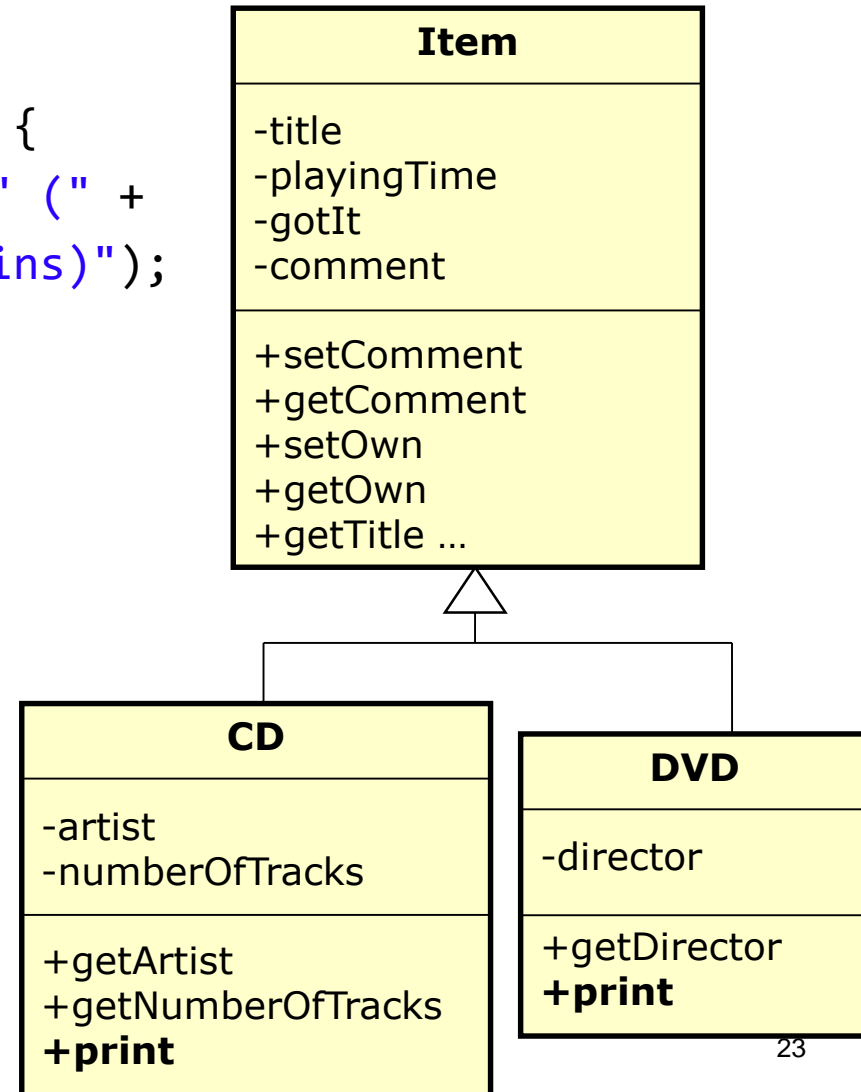 {
" (" +
ins)");
Item
-title
-playingTime
-gotIt
-comment
+setComment
+getComment
+setOwn
+getOwn
+getTitle …
CD
-artist
-numberOfTracks
+getArtist
+getNumberOfTracks
+print
DVD
-director
+getDirector
+print
23